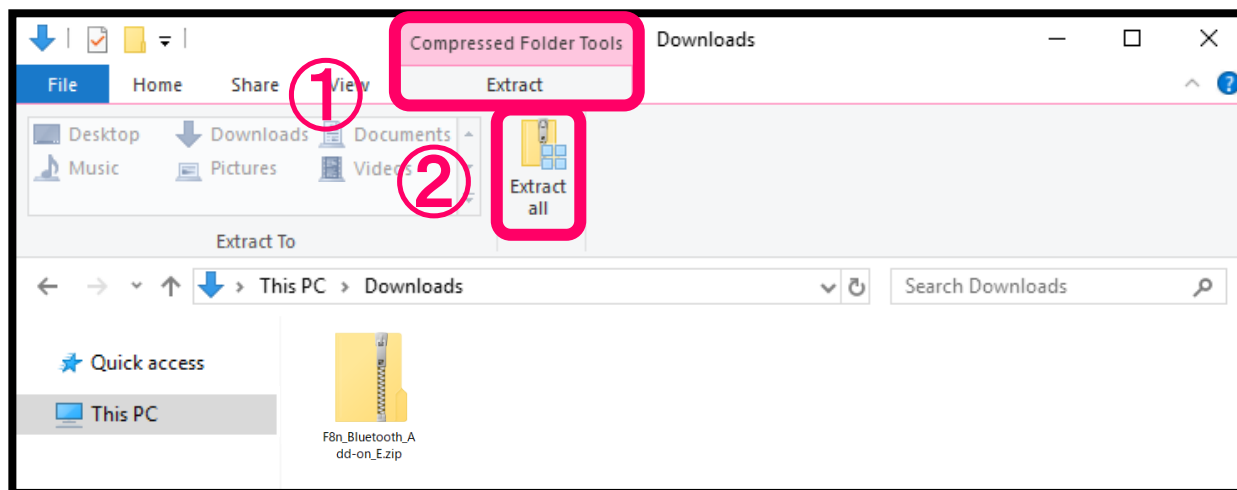 Compressed Folder Tools Downloads
File Home Share View Extract
①
Desktop Downloads Documents
Music Pictures Videos
②
Extract
all
Extract To
This PC > Downloads Search Downloads
Quick access
This PC
F8n_Bluetooth_A
dd-on_E.zip